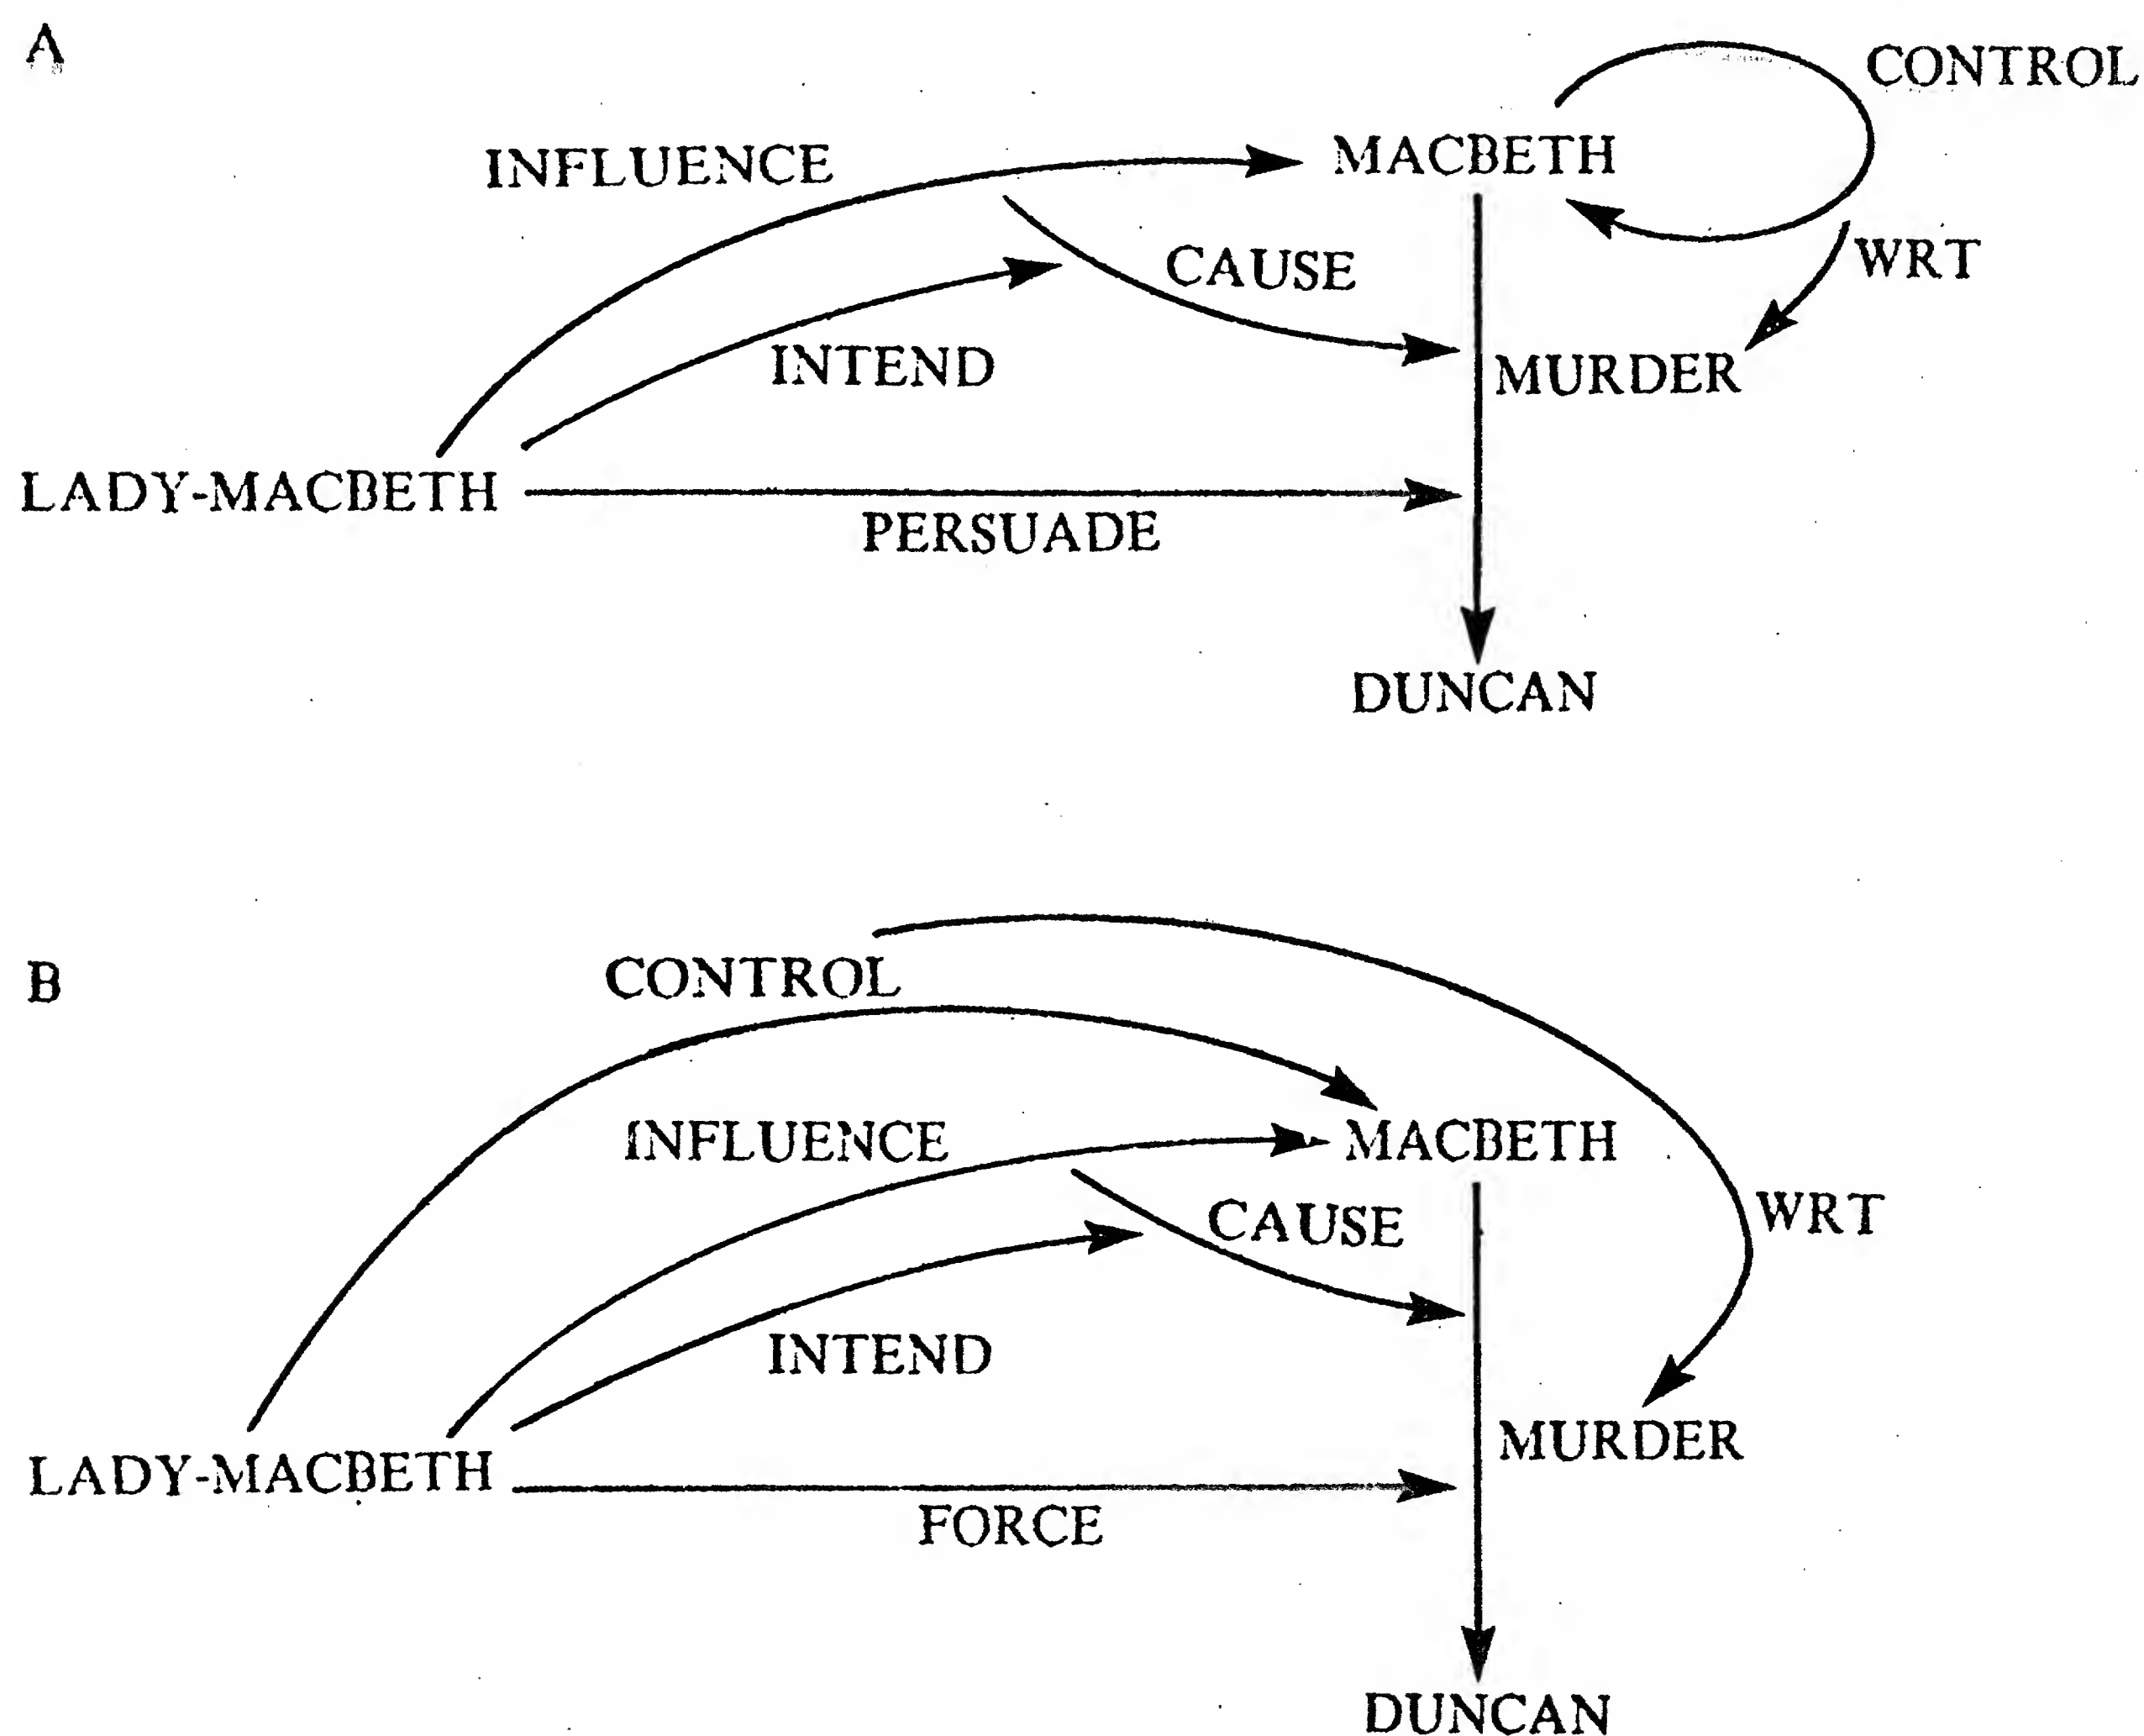 A
CONTROL
INFLUENCE
MACBETH
CAUSE
WRT
INTEND
MURDER
LADY-MACBETH
PERSUADE
DUNCAN
B
CONTROL
INFLUENCE
MACBETH
CAUSE
WRT
INTEND
MURDER
LADY-MACBETH
FORCE
DUNCAN